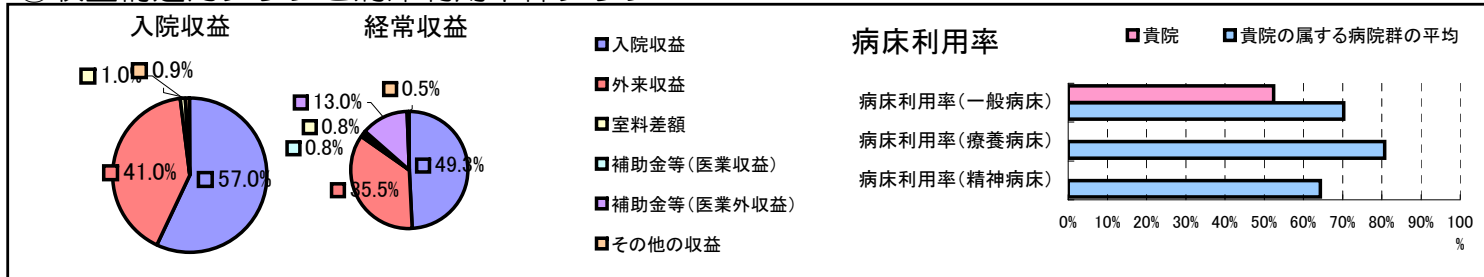 入院収益
経常収益
1.0%
0.9%
41.0%
57.0%
0.5%
13.0%
0.8%
0.8%
49.3%
35.5%
入院収益
外来収益
室料差額
補助金等(医業収益)
補助金等(医業外収益)
その他の収益
病床利用率
貴院
貴院の属する病院群の平均
病床利用率(一般病床)
病床利用率(療養病床)
病床利用率(精神病床)
0% 10% 20% 30% 40% 50% 60% 70% 80% 90% 100
%